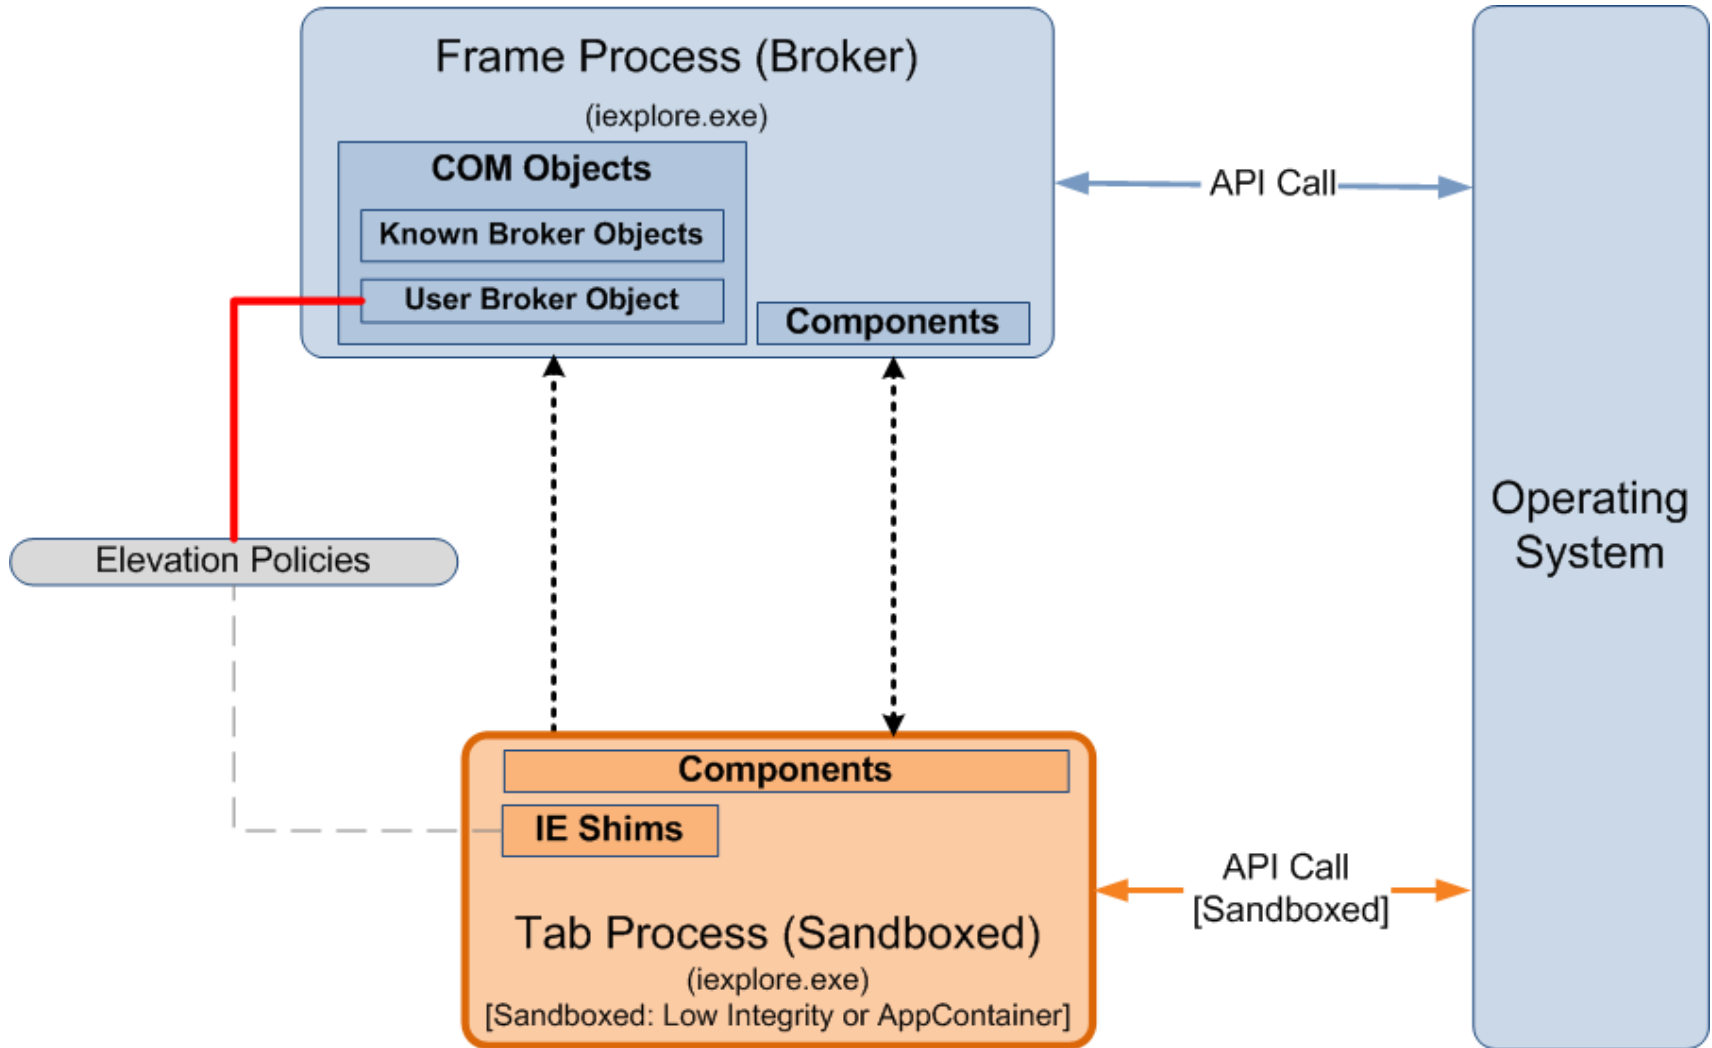 Frame Process (Broker)
(iexplore.exe)
COM Objects
Known Broker Objects
User Broker Object
Components
API Call
Operating
System
Elevation Policies
Components
IE Shims
Tab Process (Sandboxed)
(iexplore.exe)
[Sandboxed: Low Integrity or AppContainer]
API Call
[Sandboxed]